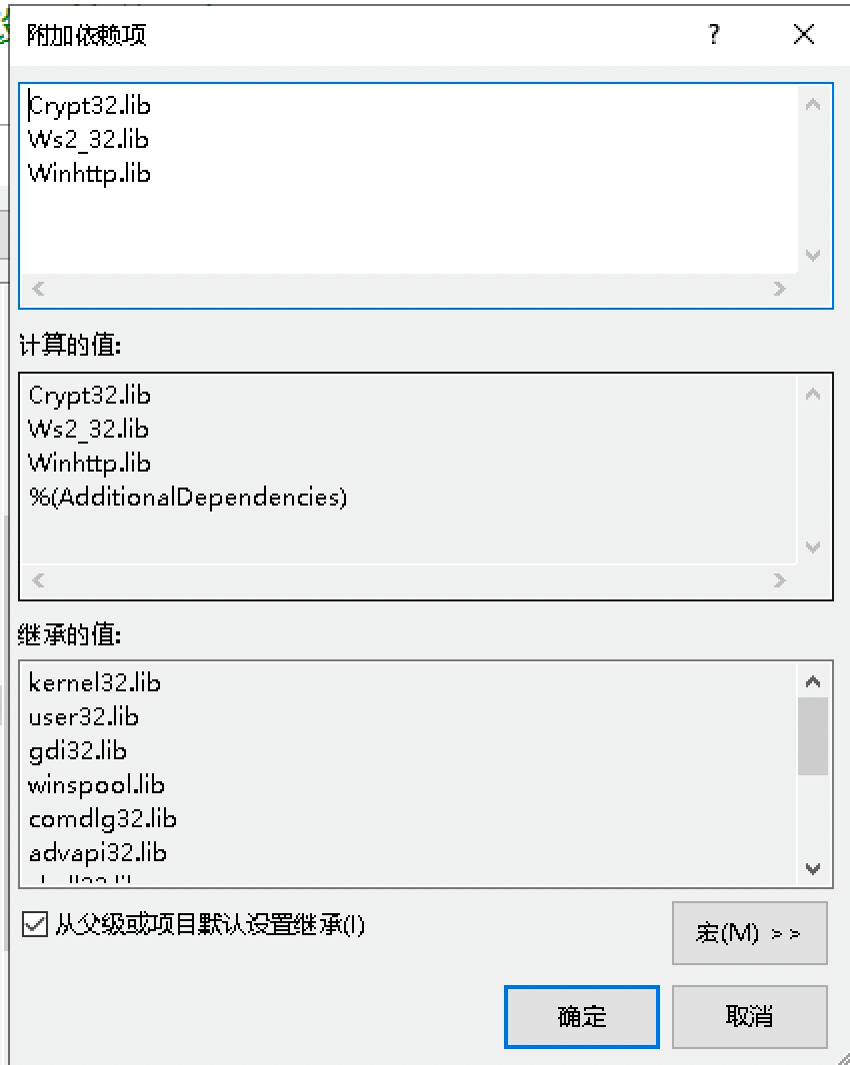 附加依赖项
?
Crypt32.lib
Ws2_32.lib
Winhttp.lib
计算的值:
Crypt32.lib
Ws2_32.lib
Winhttp.lib
%(AdditionalDependencies)
继承的值:
kernel32.lib
user32.lib
gdi32.lib
winspool.lib
comdlg32.lib
advapi32.lib
从父级或项目默认设置继承(I)
宏(M) >>
确定
取消